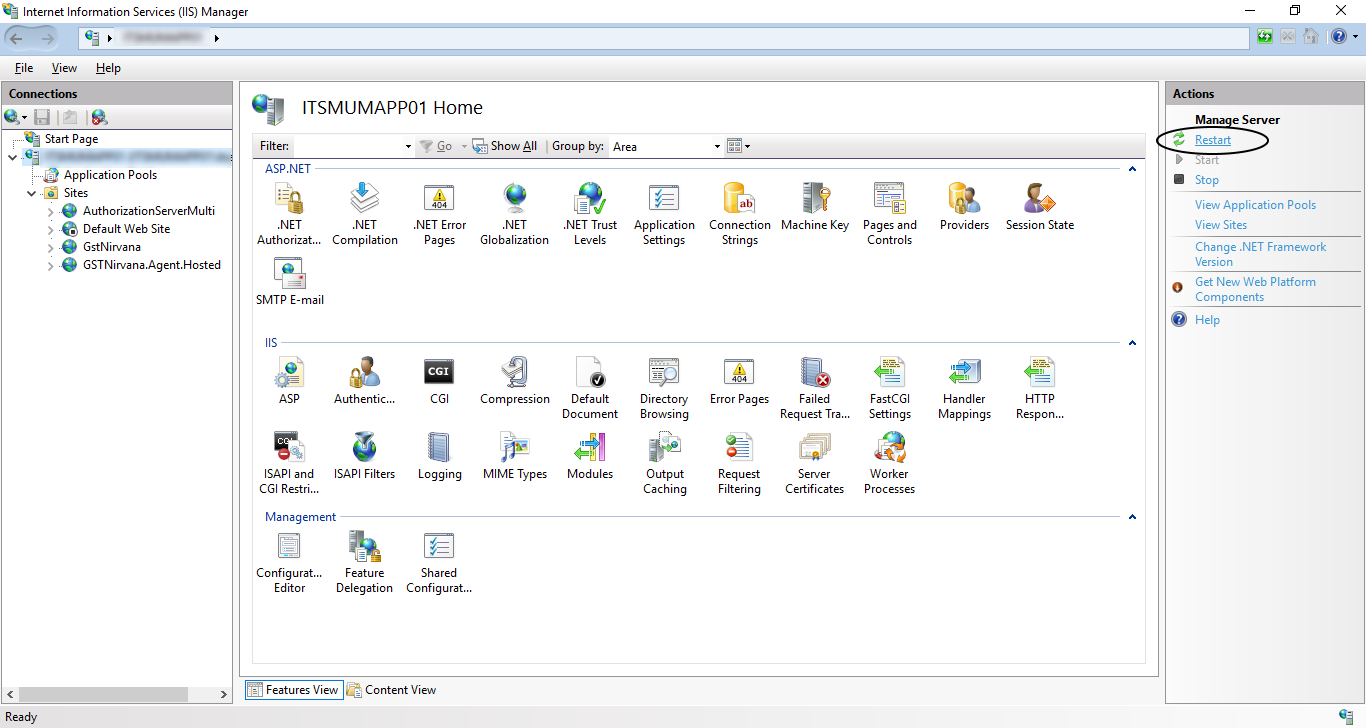 Internet Information Services (IIS) Manager
File View Help
Connections
Start Page
Application Pools
Sites
AuthorizationServerMulti
Default Web Site
GstNirvana
GSTNirvana.Agent.Hosted
ITSMUMAPP01 Home
Filter: Go Show All Group by: Area
ASP.NET
.NET Authorizat...
.NET Compilation
.NET Error Pages
.NET Globalization
.NET Trust Levels
Application Settings
Connection Strings
Machine Key
Pages and Controls
Providers
Session State
SMTP E-mail
IIS
ASP
Authentic...
CGI
Compression
Default Document
Directory Browsing
Error Pages
Failed Request Tra...
FastCGI Settings
Handler Mappings
HTTP Respon...
ISAPI and CGI Restri...
ISAPI Filters
Logging
MIME Types
Modules
Output Caching
Request Filtering
Server Certificates
Worker Processes
Management
Configurat... Editor
Feature Delegation
Shared Configurat...
Features View Content View
Actions
Manage Server
Restart
Start
Stop
View Application Pools
View Sites
Change .NET Framework
Version
Get New Web Platform
Components
Help
Ready